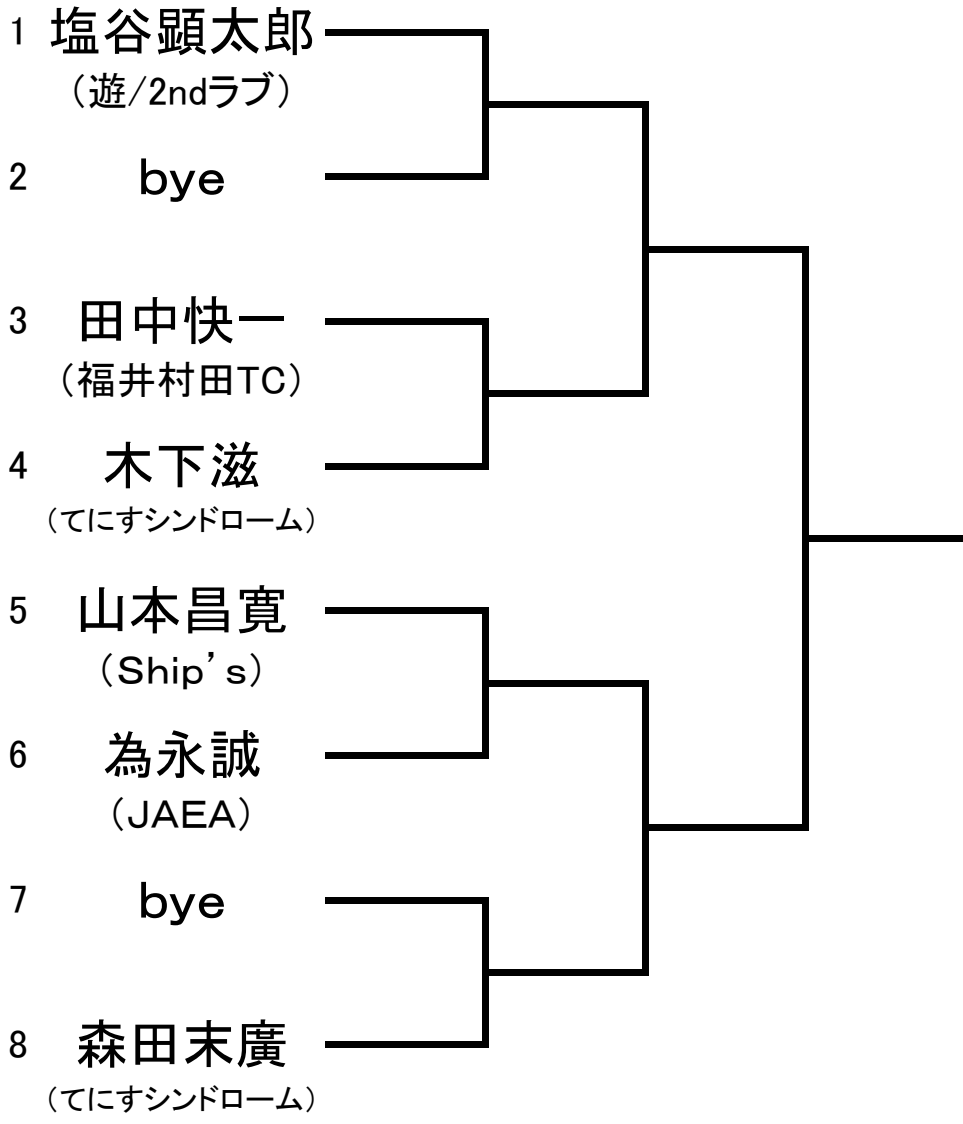 1 塩谷顕太郎
（遊/2ndラブ）
2 bye
3 田中快一
（福井村田TC）
4 木下滋
（てにすシンドローム）
5 山本昌寛
（Ship’s）
6 為永誠
（JAEA）
7 bye
8 森田末廣
（てにすシンドローム）